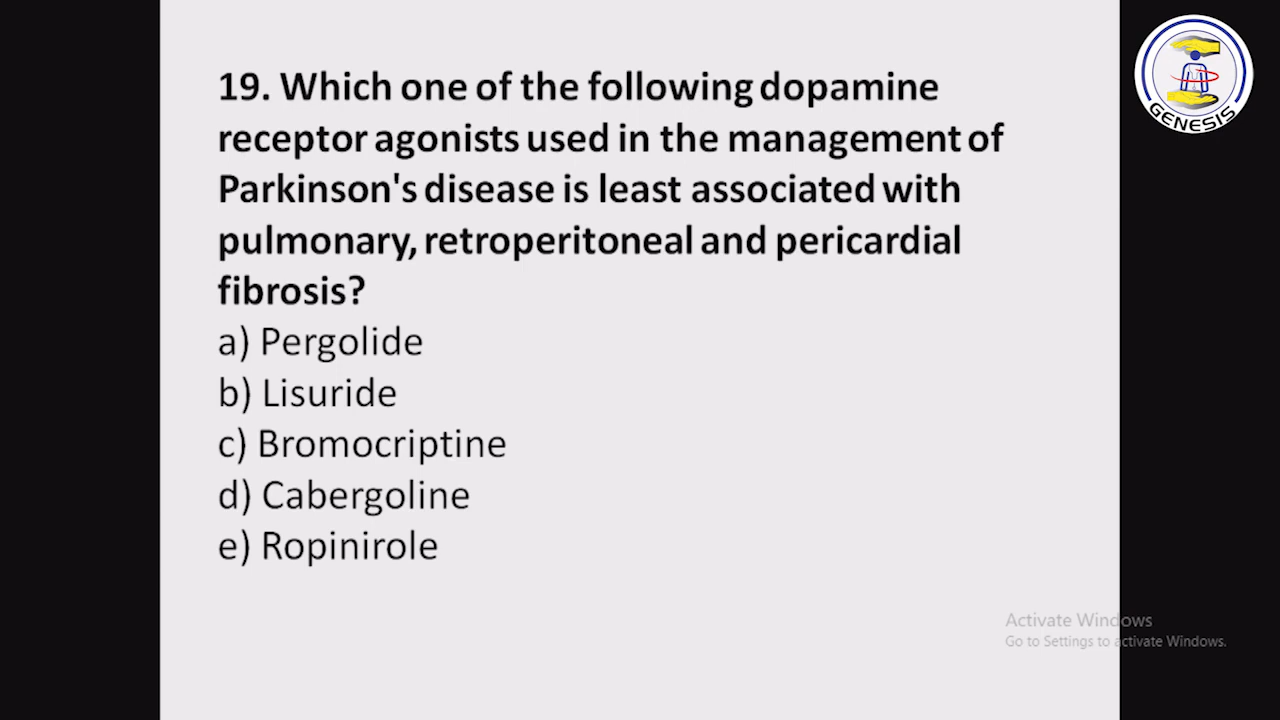 GENESIS
19. Which one of the following dopamine
receptor agonists used in the management of
Parkinson's disease is least associated with
pulmonary, retroperitoneal and pericardial
fibrosis?
a) Pergolide
b) Lisuride
c) Bromocriptine
d) Cabergoline
e) Ropinirole
Activate Windows
Go to Settings to activate Windows.